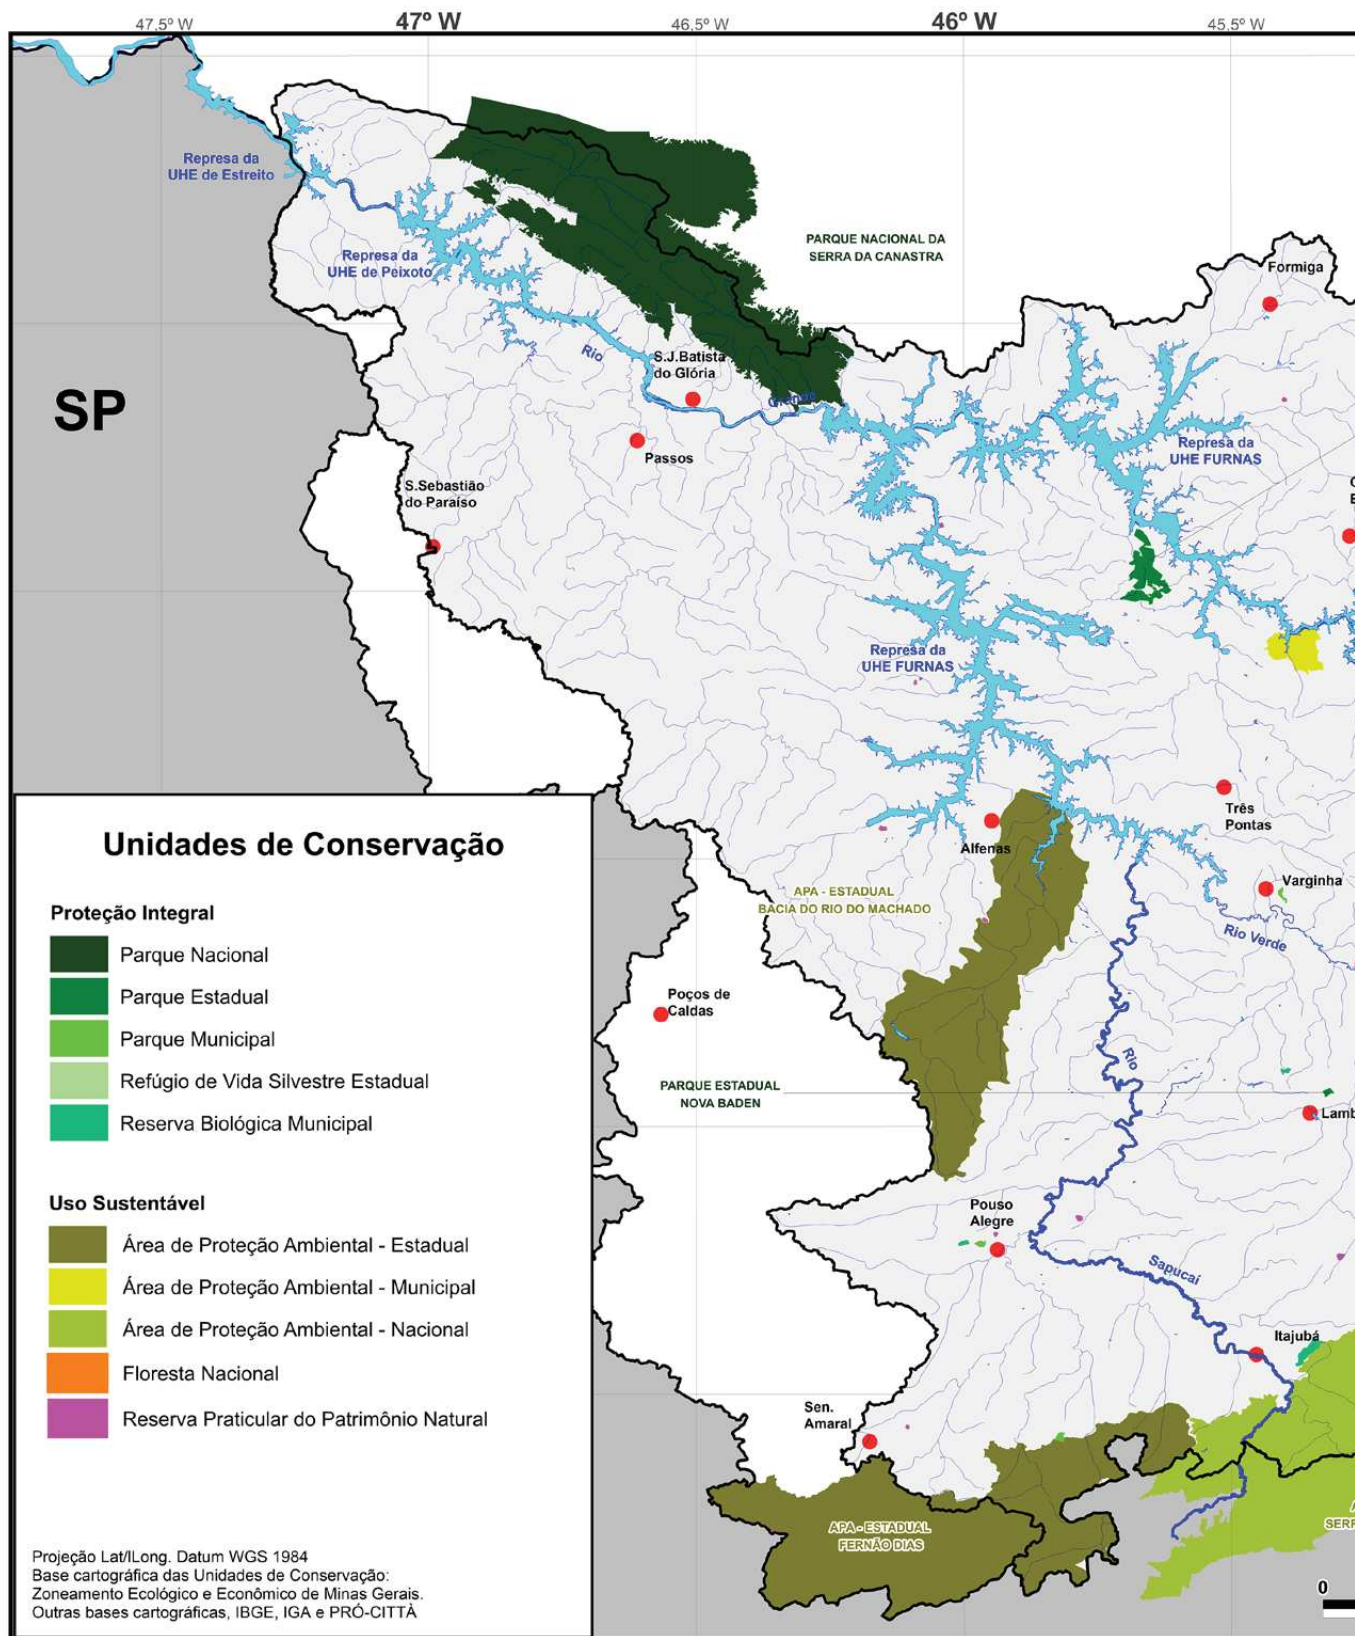 47.5º W
47º W
46.5º W
46º W
45.5º W
Represa da
UHE de Estreito
Represa da
UHE de Peixoto
PARQUE NACIONAL DA
SERRA DA CANASTRA
Formiga
Rio
S.J.Batista
do Glória
Grande
SP
Passos
Represa da
UHE FURNAS
S.Sebastião
do Paraíso
Represa da
UHE FURNAS
Três
Pontas
Alfenas
Varginha
APA - ESTADUAL
BACIA DO RIO DO MACHADO
Rio Verde
Poços de
Caldas
Rio
PARQUE ESTADUAL
NOVA BADEN
Lamb
Pouso
Alegre
Sapucaí
Itajubá
Sen.
Amaral
APA - ESTADUAL
FERNÃO DIAS
SERR
0
Unidades de Conservação
Proteção Integral
Parque Nacional
Parque Estadual
Parque Municipal
Refúgio de Vida Silvestre Estadual
Reserva Biológica Municipal
Uso Sustentável
Área de Proteção Ambiental - Estadual
Área de Proteção Ambiental - Municipal
Área de Proteção Ambiental - Nacional
Floresta Nacional
Reserva Praticular do Patrimônio Natural
Projeção Lat/lLong. Datum WGS 1984
Base cartográfica das Unidades de Conservação:
Zoneamento Ecológico e Econômico de Minas Gerais.
Outras bases cartográficas, IBGE, IGA e PRÓ-CITTÀ